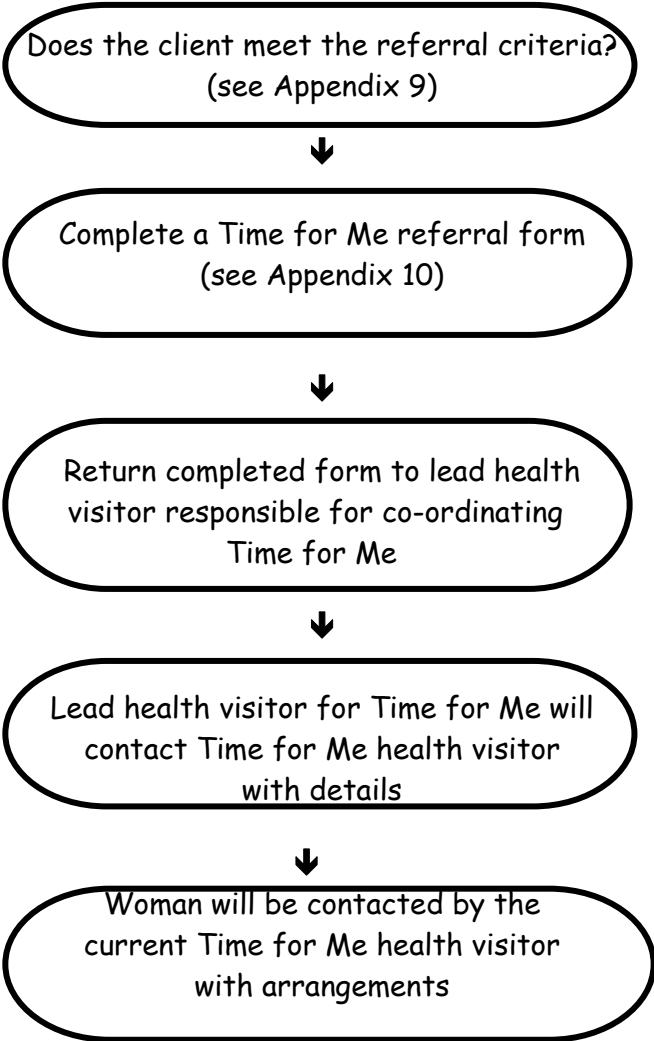 Does the client meet the referral criteria?
(see Appendix 9)
Complete a Time for Me referral form
(see Appendix 10)
Return completed form to lead health
visitor responsible for co-ordinating
Time for Me
Lead health visitor for Time for Me will
contact Time for Me health visitor
with details
Woman will be contacted by the
current Time for Me health visitor
with arrangements